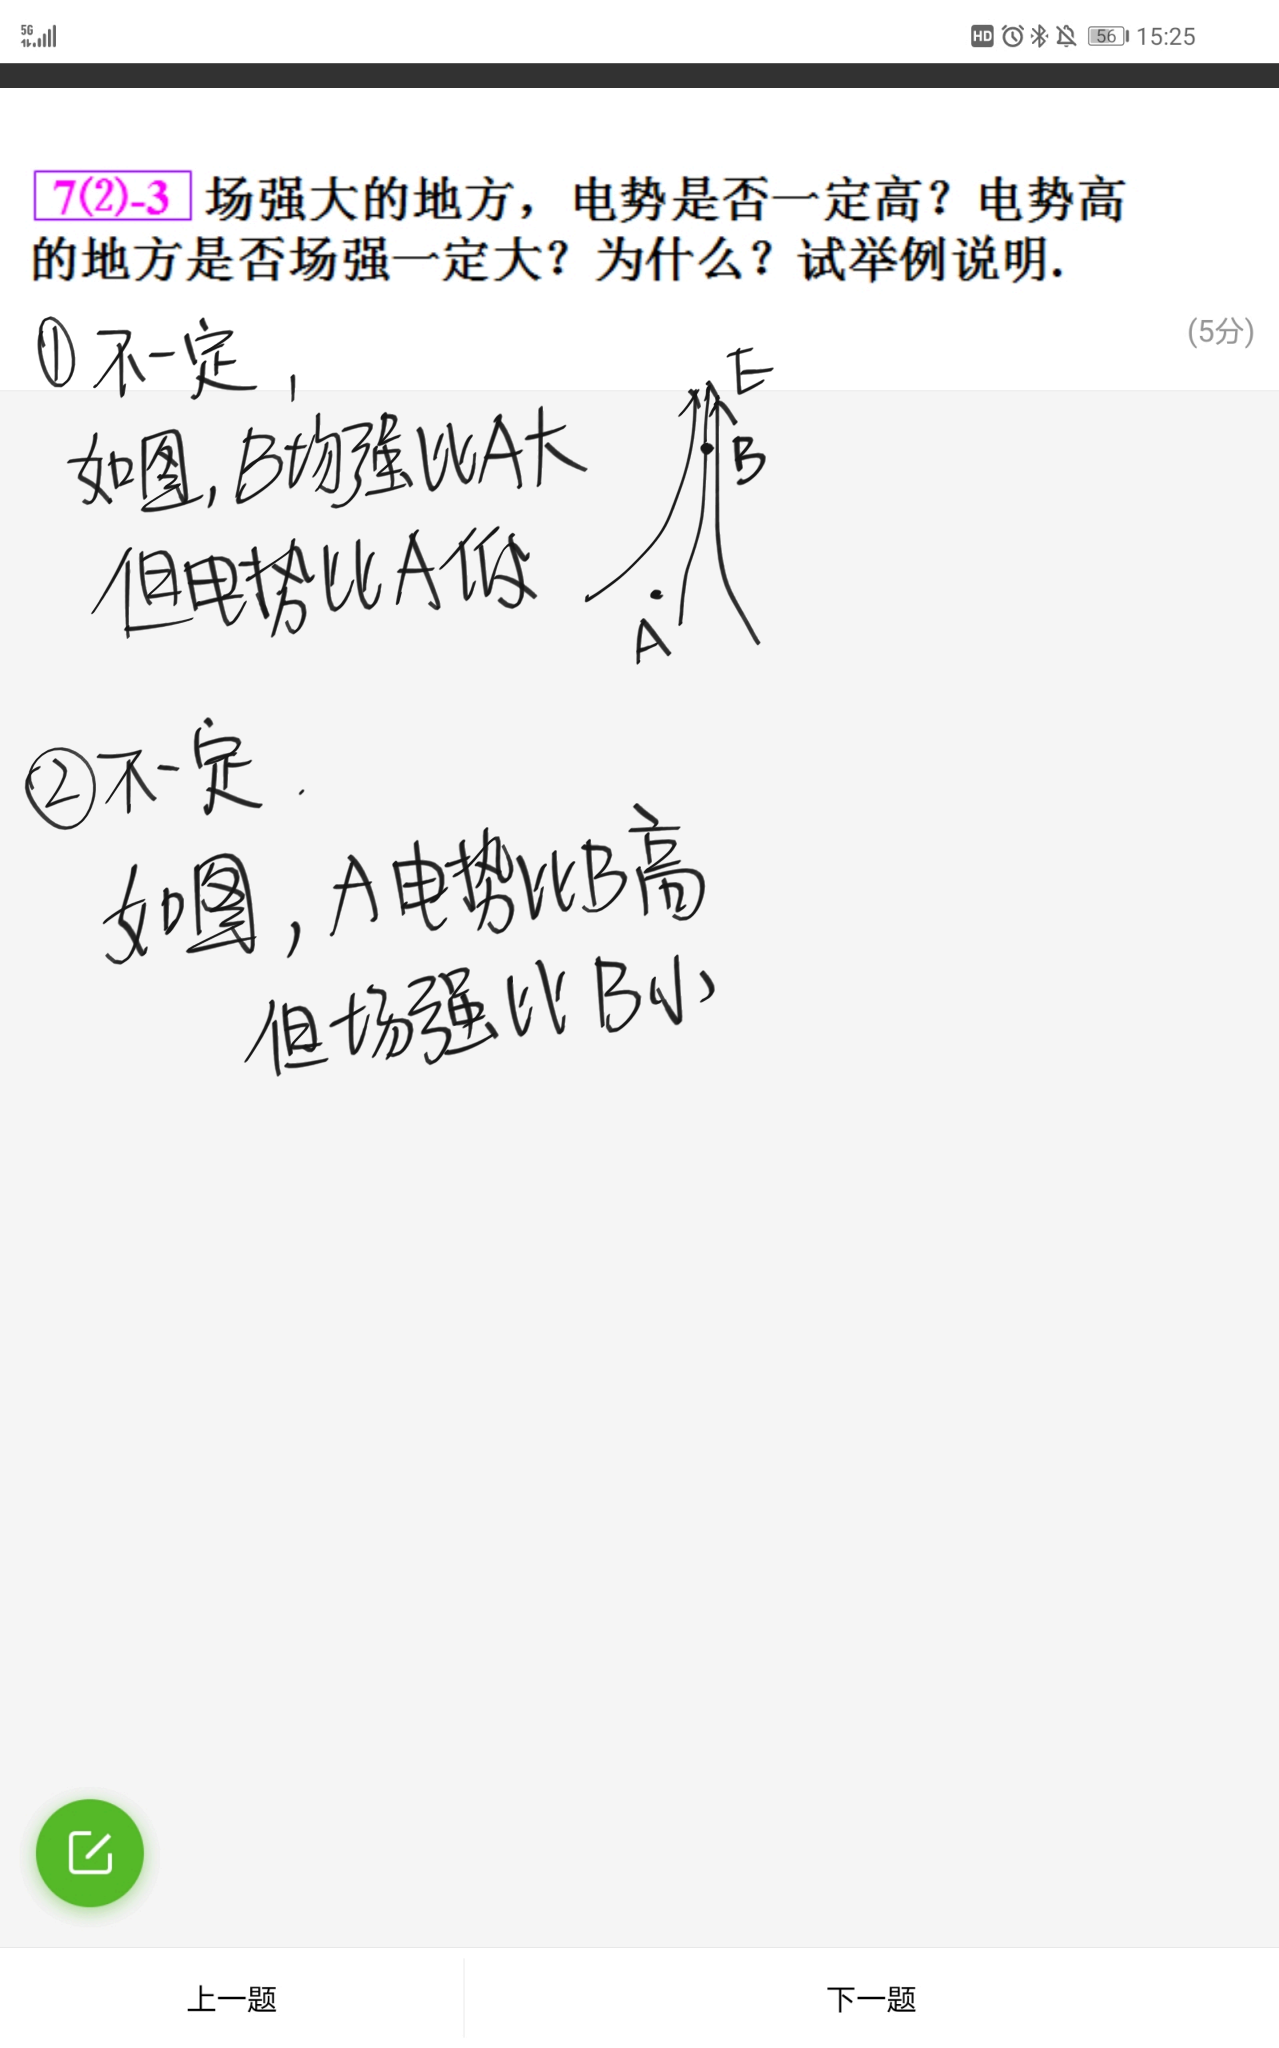 5G HD 56 15:25
7(2)-3 场强大的地方，电势是否一定高？电势高
的地方是否场强一定大？为什么？试举例说明.
(5分)
①不一定，
如图，B场强比A大
但电势比A低
E
B
A
②不一定.
如图，A电势比B高
但场强比B小
上一题 下一题